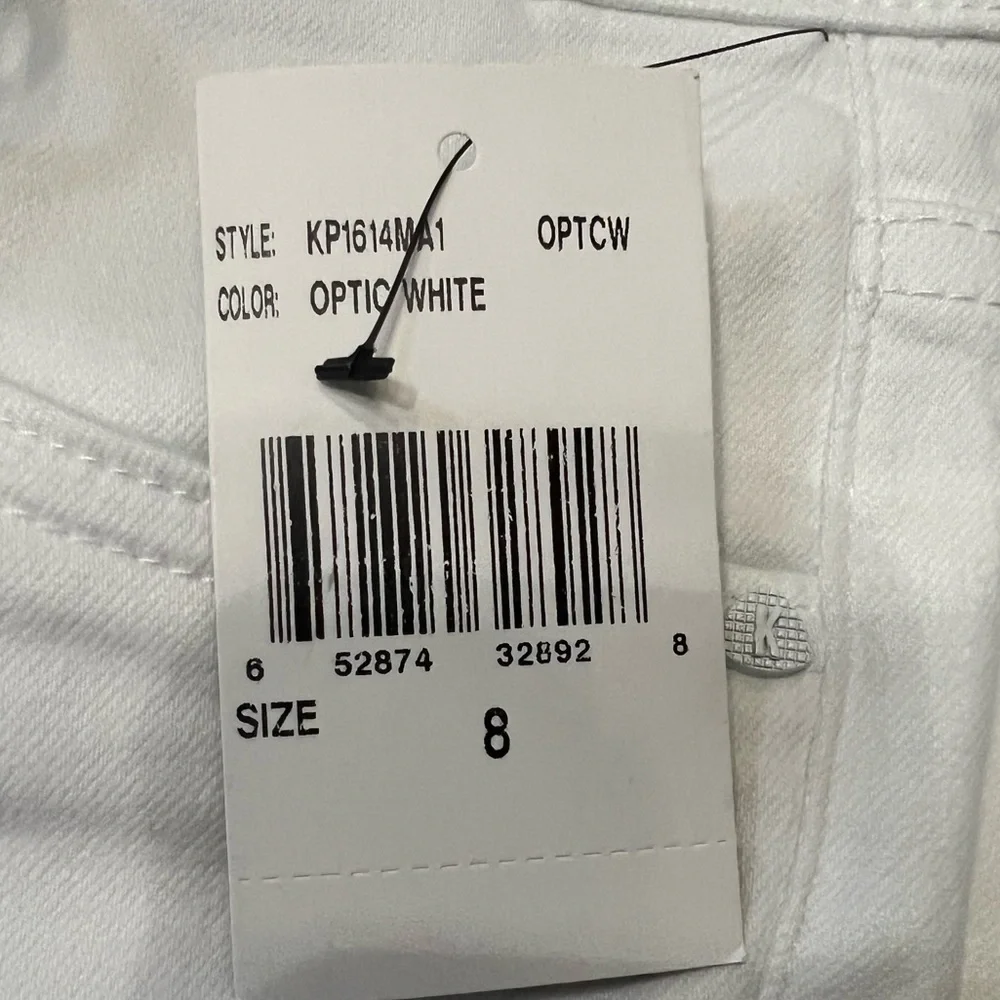 STYLE: KP1614MA1 OPTCW
COLOR: OPTIC WHITE
6 52874 32892 8
SIZE 8
K